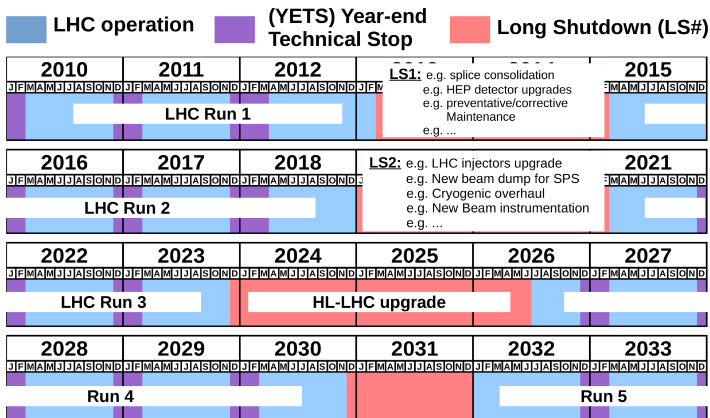 LHC operation
(YETS) Year-end
Technical Stop
Long Shutdown (LS#)
2010 2011 2012 2015
J F M A M J J A S O N D J F M A M J J A S O N D J F M A M J J A S O N D J F M A M J J A S O N D
LS1: e.g. splice consolidation
e.g. HEP detector upgrades
e.g. preventative/corrective
Maintenance
e.g. ...
LHC Run 1
2016 2017 2018 2021
J F M A M J J A S O N D J F M A M J J A S O N D J F M A M J J A S O N D J F M A M J J A S O N D
LS2: e.g. LHC injectors upgrade
e.g. New beam dump for SPS
e.g. Cryogenic overhaul
e.g. New Beam instrumentation
e.g. ...
LHC Run 2
2022 2023 2024 2025 2026 2027
J F M A M J J A S O N D J F M A M J J A S O N D J F M A M J J A S O N D J F M A M J J A S O N D J F M A M J J A S O N D J F M A M J J A S O N D
LHC Run 3 HL-LHC upgrade
2028 2029 2030 2031 2032 2033
J F M A M J J A S O N D J F M A M J J A S O N D J F M A M J J A S O N D J F M A M J J A S O N D J F M A M J J A S O N D J F M A M J J A S O N D
Run 4 Run 5